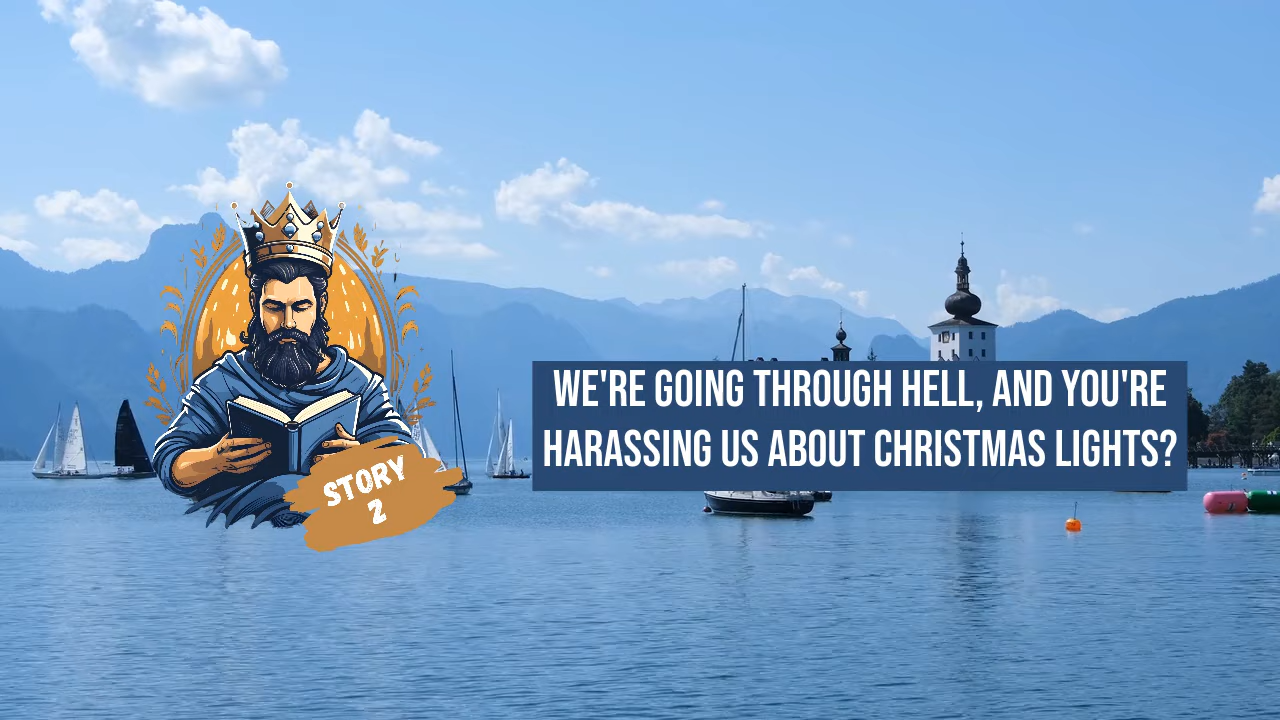 STORY
2
WE'RE GOING THROUGH HELL, AND YOU'RE
HARASSING US ABOUT CHRISTMAS LIGHTS?